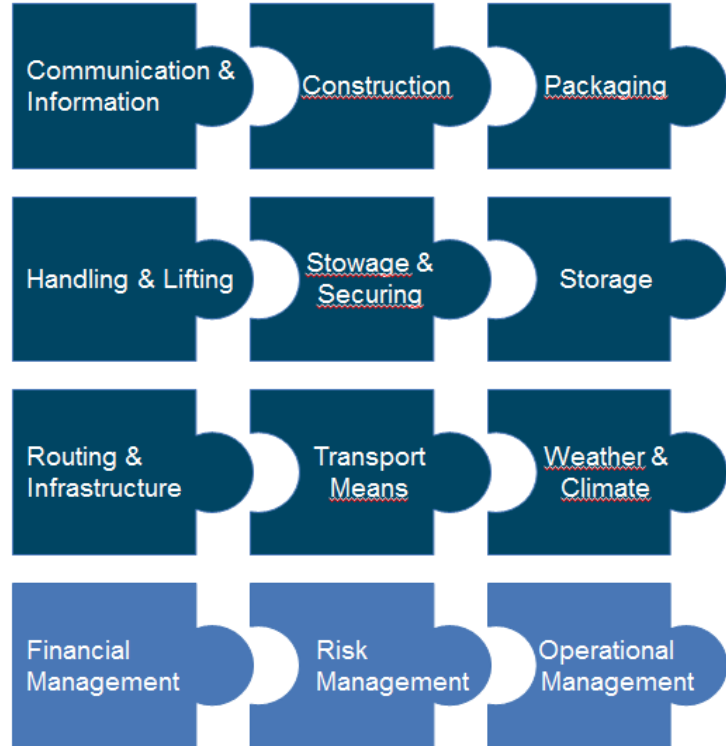 Communication &
Information
Construction
Packaging
Handling & Lifting
Stowage &
Securing
Storage
Routing &
Infrastructure
Transport
Means
Weather &
Climate
Financial
Management
Risk
Management
Operational
Management